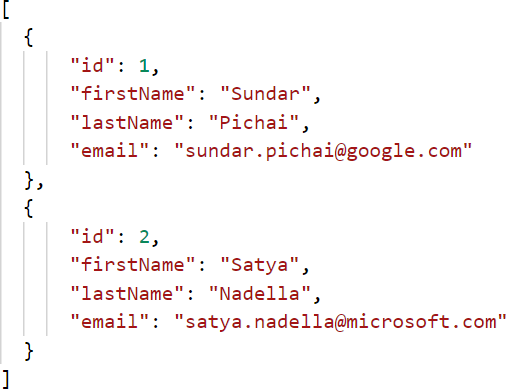 [
  {
    "id": 1,
    "firstName": "Sundar",
    "lastName": "Pichai",
    "email": "sundar.pichai@google.com"
  },
  {
    "id": 2,
    "firstName": "Satya",
    "lastName": "Nadella",
    "email": "satya.nadella@microsoft.com"
  }
]